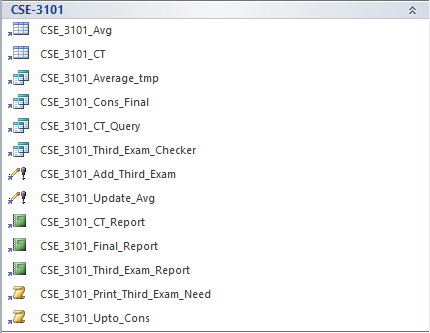 CSE-3101
CSE_3101_Avg
CSE_3101_CT
CSE_3101_Average_tmp
CSE_3101_Cons_Final
CSE_3101_CT_Query
CSE_3101_Third_Exam_Checker
CSE_3101_Add_Third_Exam
CSE_3101_Update_Avg
CSE_3101_CT_Report
CSE_3101_Final_Report
CSE_3101_Third_Exam_Report
CSE_3101_Print_Third_Exam_Need
CSE_3101_Upto_Cons